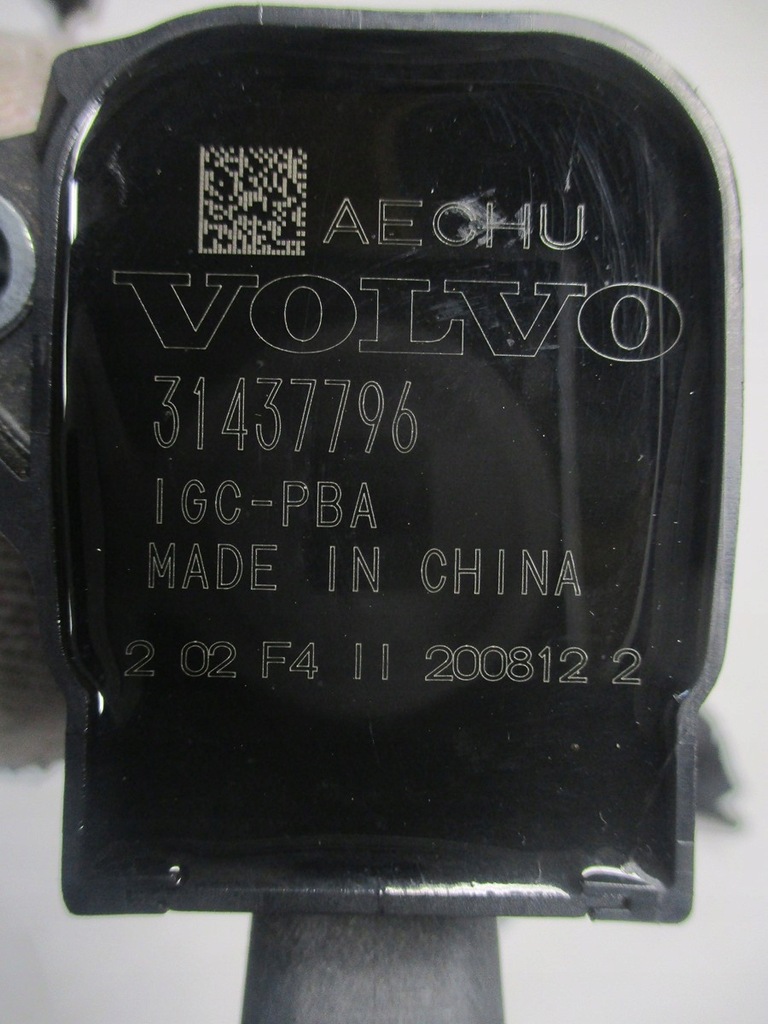 AECHU
VOLVO
31437796
IGC-PBA
MADE IN CHINA
2 02 F4 11 200812 2